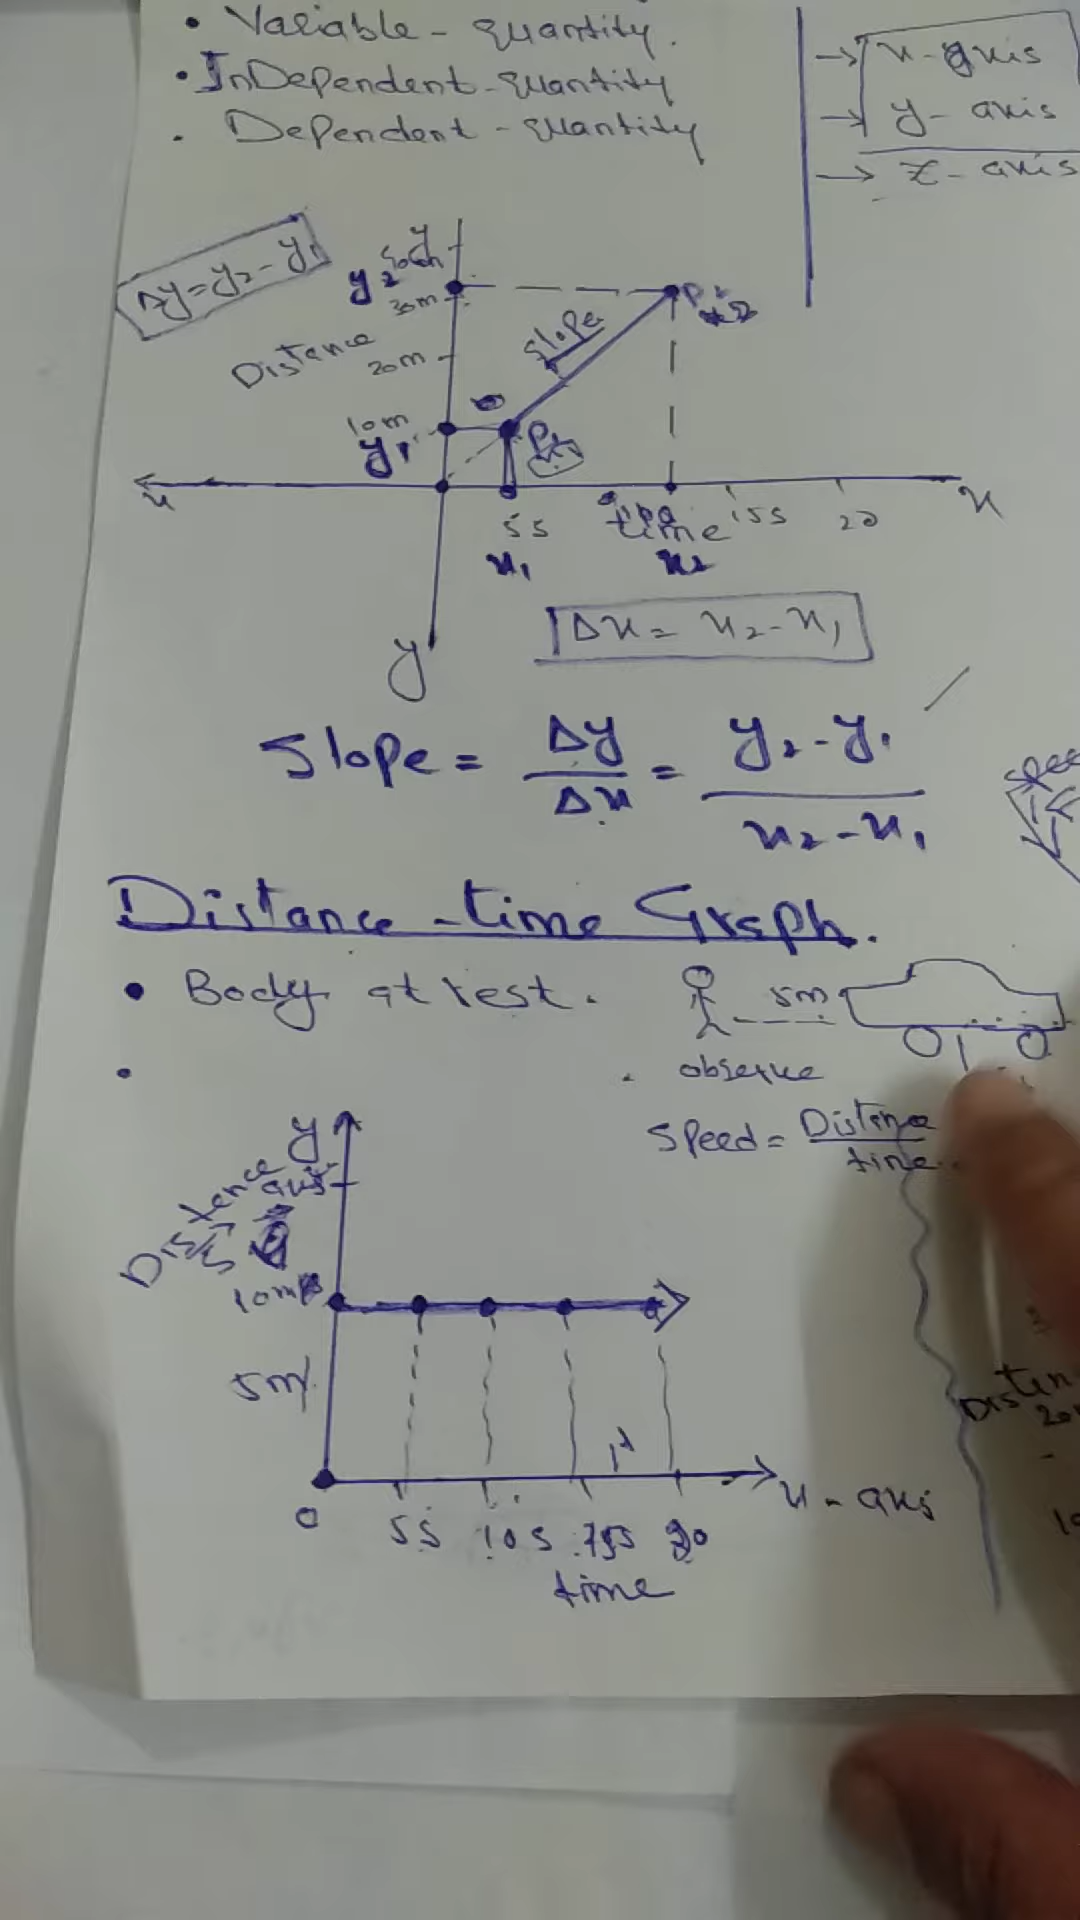 • Variable - quantity.
• InDependent - quantity
. Dependent - quantity
→ x-axis
→ y-axis
→ z-axis
Δy = y2 - y1
y
y2
30m
Distance
20m
10m
y1
slope
P1
x
5s
time
15s
20
x
x1
x2
y
Δx = x2 - x1
Slope = Δy/Δx = y2 - y1 / x2 - x1
Distance - time Graph.
• Body at rest.
5m
observe
Speed = Distance / time
y
axis
Distance
10m
5m
0
5s 10s 15s 20
x - axis
time